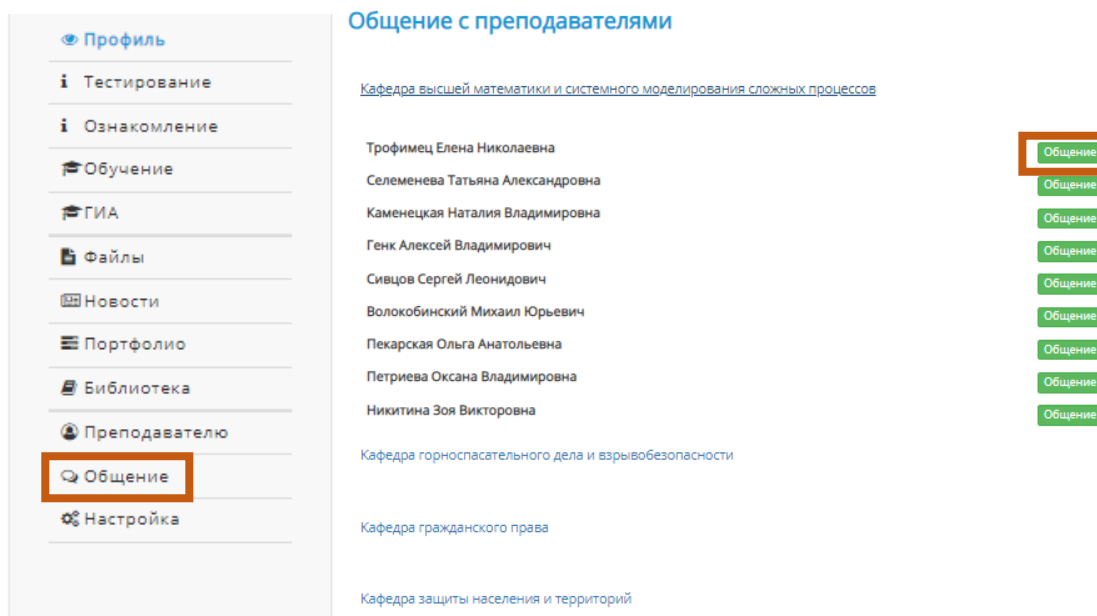 Профиль
Тестирование
Ознакомление
Обучение
ГИА
Файлы
Новости
Портфолио
Библиотека
Преподавателю
Общение
Настройка
Общение с преподавателями
Кафедра высшей математики и системного моделирования сложных процессов
Трофимец Елена Николаевна Общение
Селеменева Татьяна Александровна Общение
Каменецкая Наталия Владимировна Общение
Генк Алексей Владимирович Общение
Сивцов Сергей Леонидович Общение
Волокобинский Михаил Юрьевич Общение
Пекарская Ольга Анатольевна Общение
Петриева Оксана Владимировна Общение
Никитина Зоя Викторовна Общение
Кафедра горноспасательного дела и взрывобезопасности
Кафедра гражданского права
Кафедра защиты населения и территорий